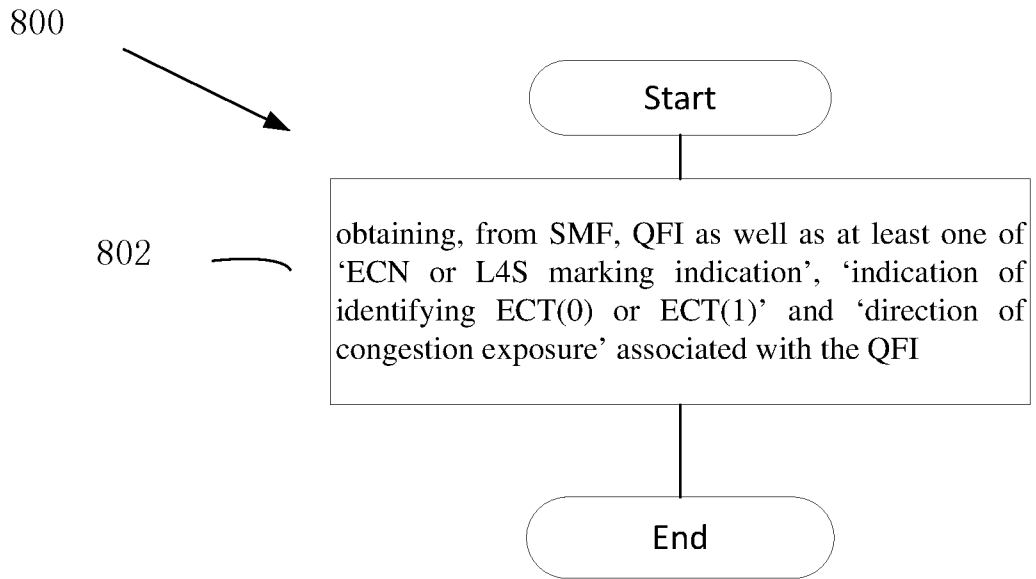 800
Start
802
obtaining, from SMF, QFI as well as at least one of
‘ECN or L4S marking indication’, ‘indication of
identifying ECT(0) or ECT(1)’ and ‘direction of
congestion exposure’ associated with the QFI
End